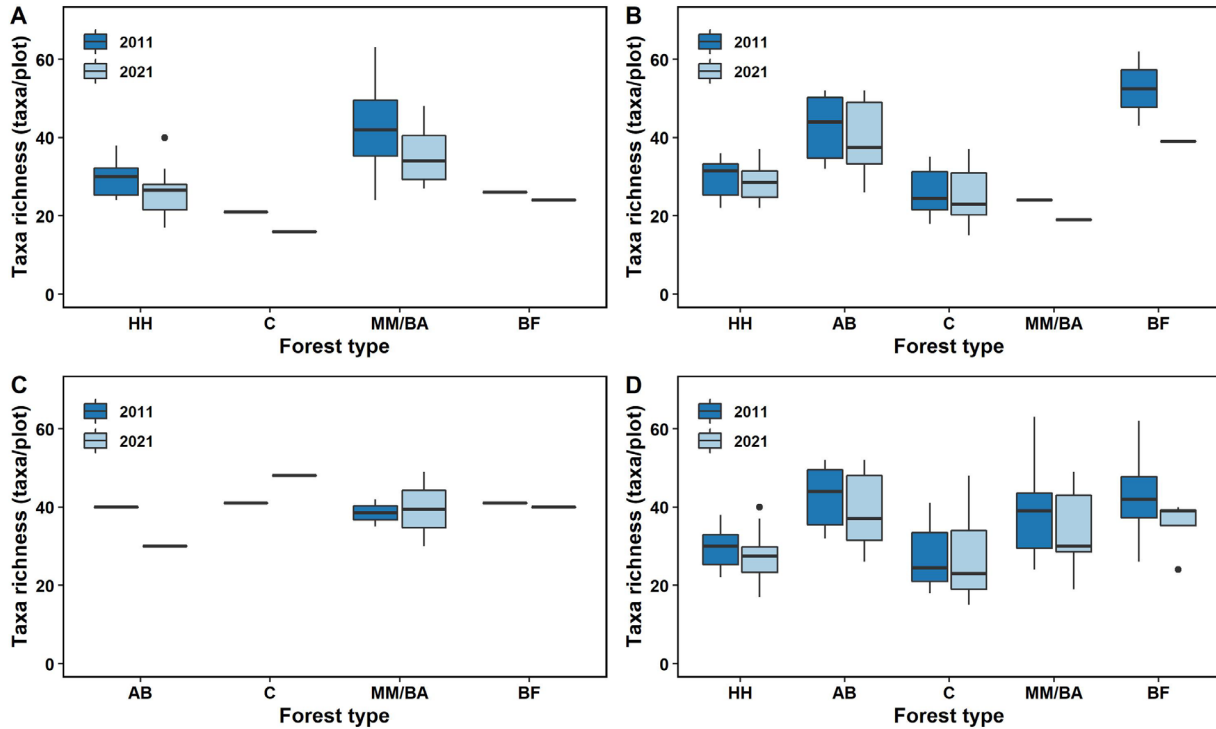 A
2011
2021
Taxa richness (taxa/plot)
60
40
20
0
HH C MM/BA BF
Forest type
B
2011
2021
Taxa richness (taxa/plot)
60
40
20
0
HH AB C MM/BA BF
Forest type
C
2011
2021
Taxa richness (taxa/plot)
60
40
20
0
AB C MM/BA BF
Forest type
D
2011
2021
Taxa richness (taxa/plot)
60
40
20
0
HH AB C MM/BA BF
Forest type